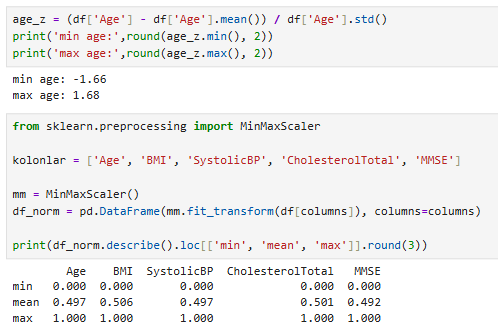 age_z = (df['Age'] - df['Age'].mean()) / df['Age'].std()
print('min age:',round(age_z.min(), 2))
print('max age:',round(age_z.max(), 2))
min age: -1.66
max age: 1.68
from sklearn.preprocessing import MinMaxScaler
kolonlar = ['Age', 'BMI', 'SystolicBP', 'CholesterolTotal', 'MMSE']
mm = MinMaxScaler()
df_norm = pd.DataFrame(mm.fit_transform(df[columns]), columns=columns)
print(df_norm.describe().loc[['min', 'mean', 'max']].round(3))
Age BMI SystolicBP CholesterolTotal MMSE
min 0.000 0.000 0.000 0.000 0.000
mean 0.497 0.506 0.497 0.501 0.492
max 1.000 1.000 1.000 1.000 1.000